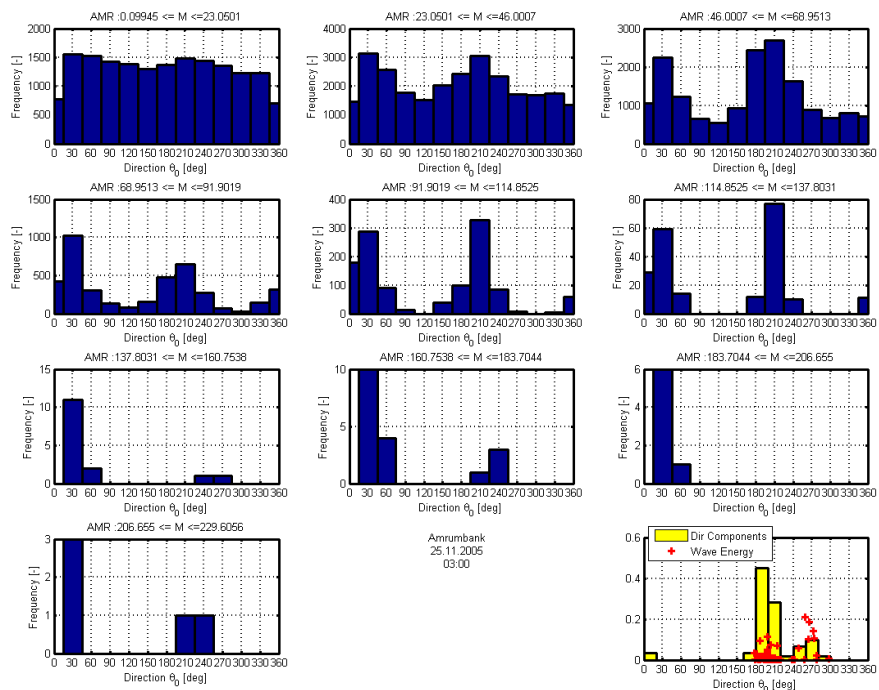 AMR :0.09945 <= M <=23.0501
Frequency [-]
2000
1500
1000
500
0
0 30 60 90 120 150 180 210 240 270 300 330 360
Direction θ0 [deg]
AMR :23.0501 <= M <=46.0007
Frequency [-]
4000
3000
2000
1000
0
0 30 60 90 120 150 180 210 240 270 300 330 360
Direction θ0 [deg]
AMR :46.0007 <= M <=68.9513
Frequency [-]
3000
2000
1000
0
0 30 60 90 120 150 180 210 240 270 300 330 360
Direction θ0 [deg]
AMR :68.9513 <= M <=91.9019
Frequency [-]
1500
1000
500
0
0 30 60 90 120 150 180 210 240 270 300 330 360
Direction θ0 [deg]
AMR :91.9019 <= M <=114.8525
Frequency [-]
400
300
200
100
0
0 30 60 90 120 150 180 210 240 270 300 330 360
Direction θ0 [deg]
AMR :114.8525 <= M <=137.8031
Frequency [-]
80
60
40
20
0
0 30 60 90 120 150 180 210 240 270 300 330 360
Direction θ0 [deg]
AMR :137.8031 <= M <=160.7538
Frequency [-]
15
10
5
0
0 30 60 90 120 150 180 210 240 270 300 330 360
Direction θ0 [deg]
AMR :160.7538 <= M <=183.7044
Frequency [-]
10
5
0
0 30 60 90 120 150 180 210 240 270 300 330 360
Direction θ0 [deg]
AMR :183.7044 <= M <=206.655
Frequency [-]
6
4
2
0
0 30 60 90 120 150 180 210 240 270 300 330 360
Direction θ0 [deg]
AMR :206.655 <= M <=229.6056
Frequency [-]
3
2
1
0
0 30 60 90 120 150 180 210 240 270 300 330 360
Direction θ0 [deg]
Amrumbank
25.11.2005
03:00
Dir Components
Wave Energy
Frequency [-]
0.6
0.4
0.2
0
0 30 60 90 120 150 180 210 240 270 300 330 360
Direction θ0 [deg]